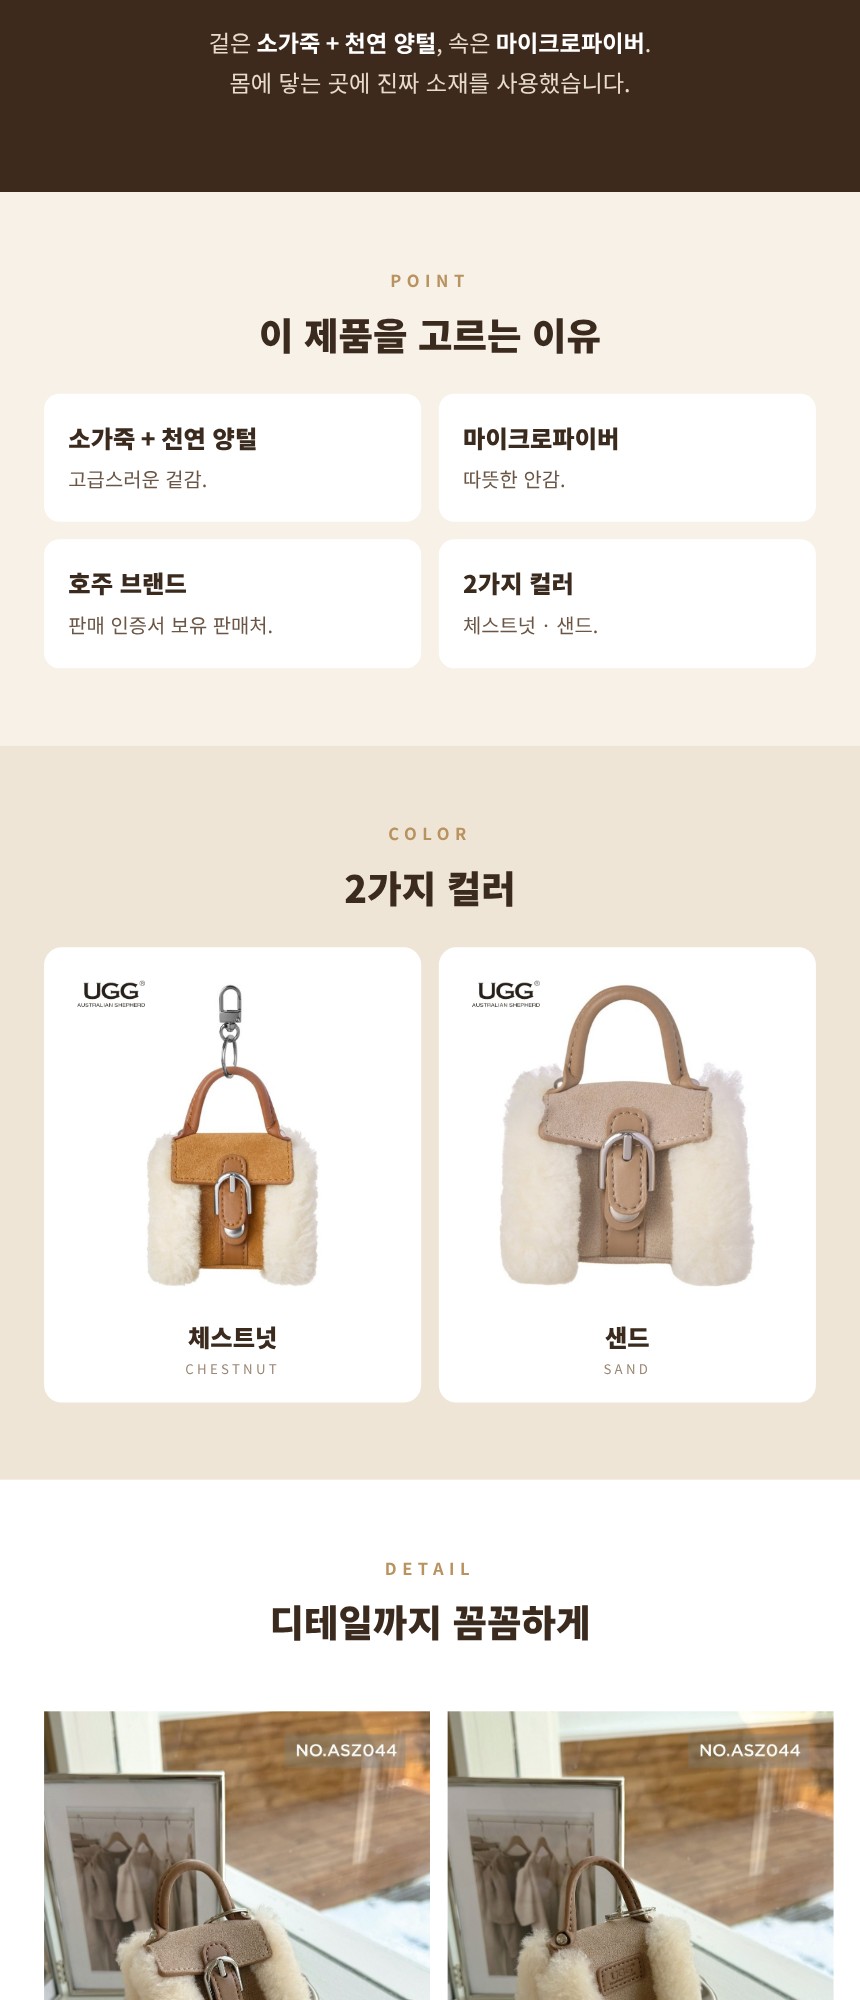 겉은 소가죽 + 천연 양털, 속은 마이크로파이버.
몸에 닿는 곳에 진짜 소재를 사용했습니다.
POINT
이 제품을 고르는 이유
소가죽 + 천연 양털
고급스러운 겉감.
마이크로파이버
따뜻한 안감.
호주 브랜드
판매 인증서 보유 판매처.
2가지 컬러
체스트넛 · 샌드.
COLOR
2가지 컬러
UGG®
AUSTRALIAN SHEPHERD
체스트넛
CHESTNUT
UGG®
AUSTRALIAN SHEPHERD
샌드
SAND
DETAIL
디테일까지 꼼꼼하게
NO.ASZ044
NO.ASZ044
UGG